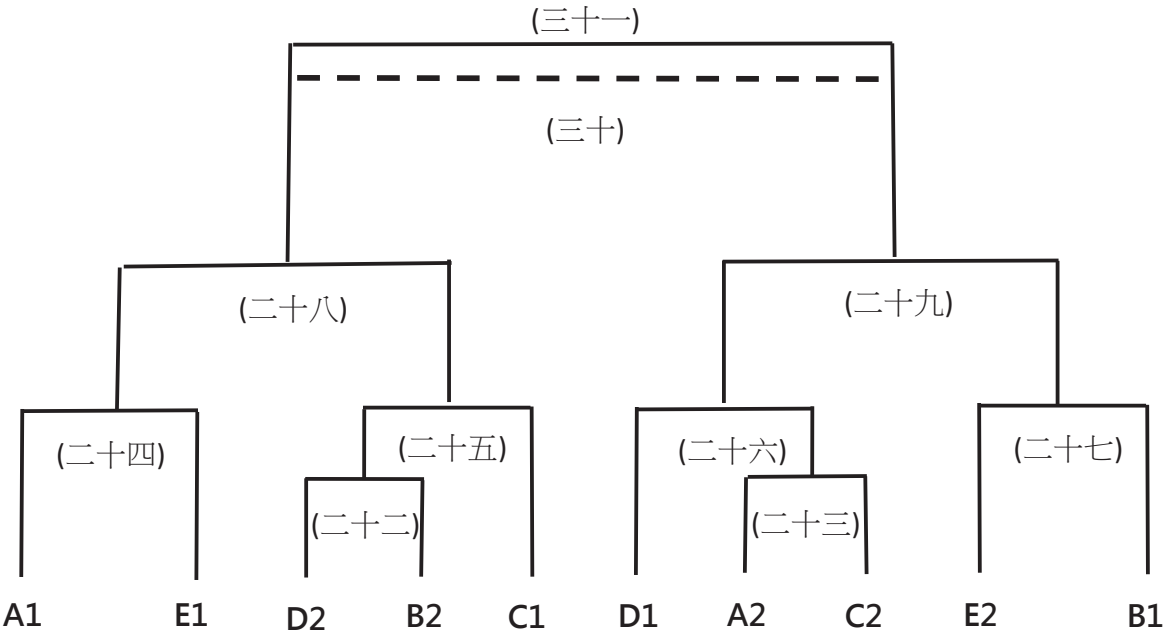 (三十一)
(三十)
(二十八)
(二十九)
(二十四)
(二十五)
(二十六)
(二十七)
(二十二)
(二十三)
A1 E1 D2 B2 C1 D1 A2 C2 E2 B1